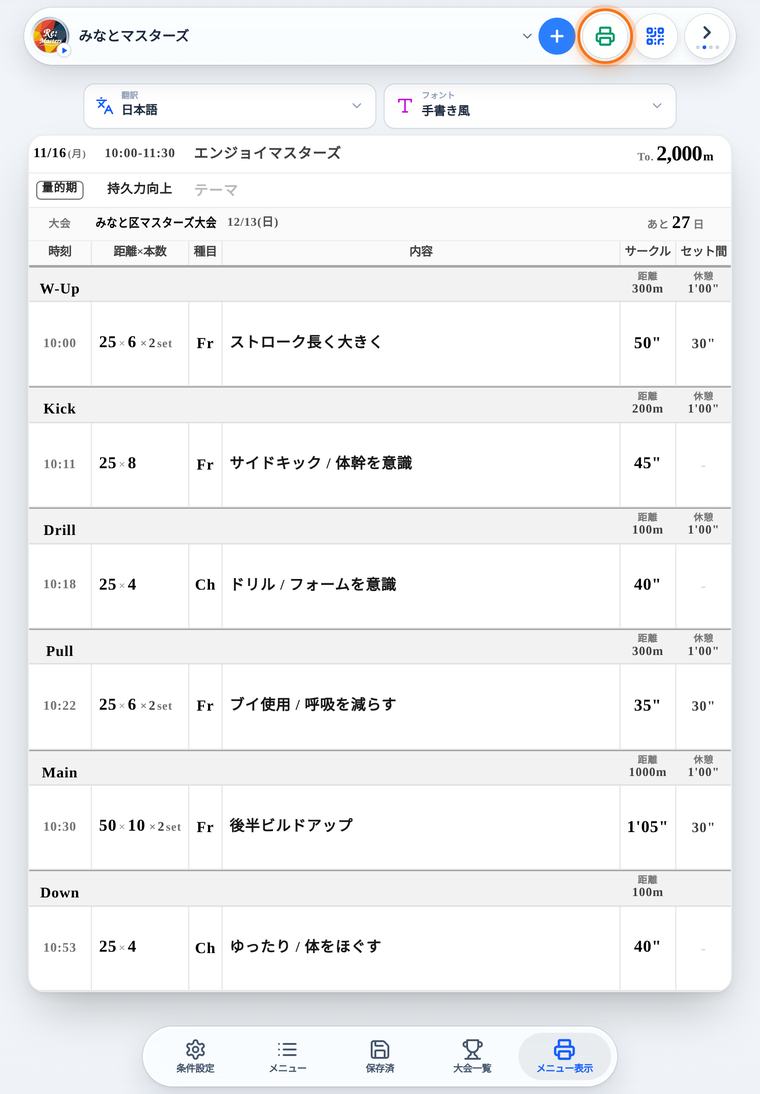 Re:
Masters
みなとマスターズ
翻訳
日本語
フォント
手書き風
11/16(月) 10:00-11:30 エンジョイマスターズ To. 2,000m
量的期 持久力向上 テーマ
大会 みなと区マスターズ大会 12/13(日) あと 27 日
時刻 距離×本数 種目 内容 サークル セット間
W-Up 距離 300m 休憩 1'00"
10:00 25×6×2set Fr ストローク長く大きく 50" 30"
Kick 距離 200m 休憩 1'00"
10:11 25×8 Fr サイドキック / 体幹を意識 45" -
Drill 距離 100m 休憩 1'00"
10:18 25×4 Ch ドリル / フォームを意識 40" -
Pull 距離 300m 休憩 1'00"
10:22 25×6×2set Fr ブイ使用 / 呼吸を減らす 35" 30"
Main 距離 1000m 休憩 1'00"
10:30 50×10×2set Fr 後半ビルドアップ 1'05" 30"
Down 距離 100m
10:53 25×4 Ch ゆったり / 体をほぐす 40" -
条件設定 メニュー 保存済 大会一覧 メニュー表示